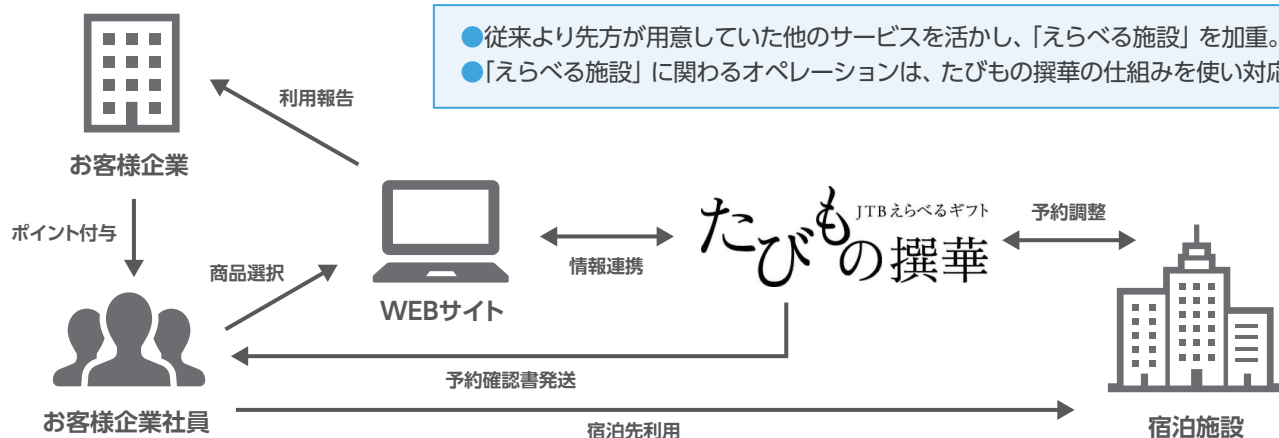 ●従来より先方が用意していた他のサービスを活かし、「えらべる施設」を加重。
●「えらべる施設」に関わるオペレーションは、たびもの撰華の仕組みを使い対応
利用報告
お客様企業
ポイント付与
商品選択
WEBサイト
情報連携
JTBえらべるギフト
たびもの撰華
予約調整
予約確認書発送
お客様企業社員
宿泊先利用
宿泊施設